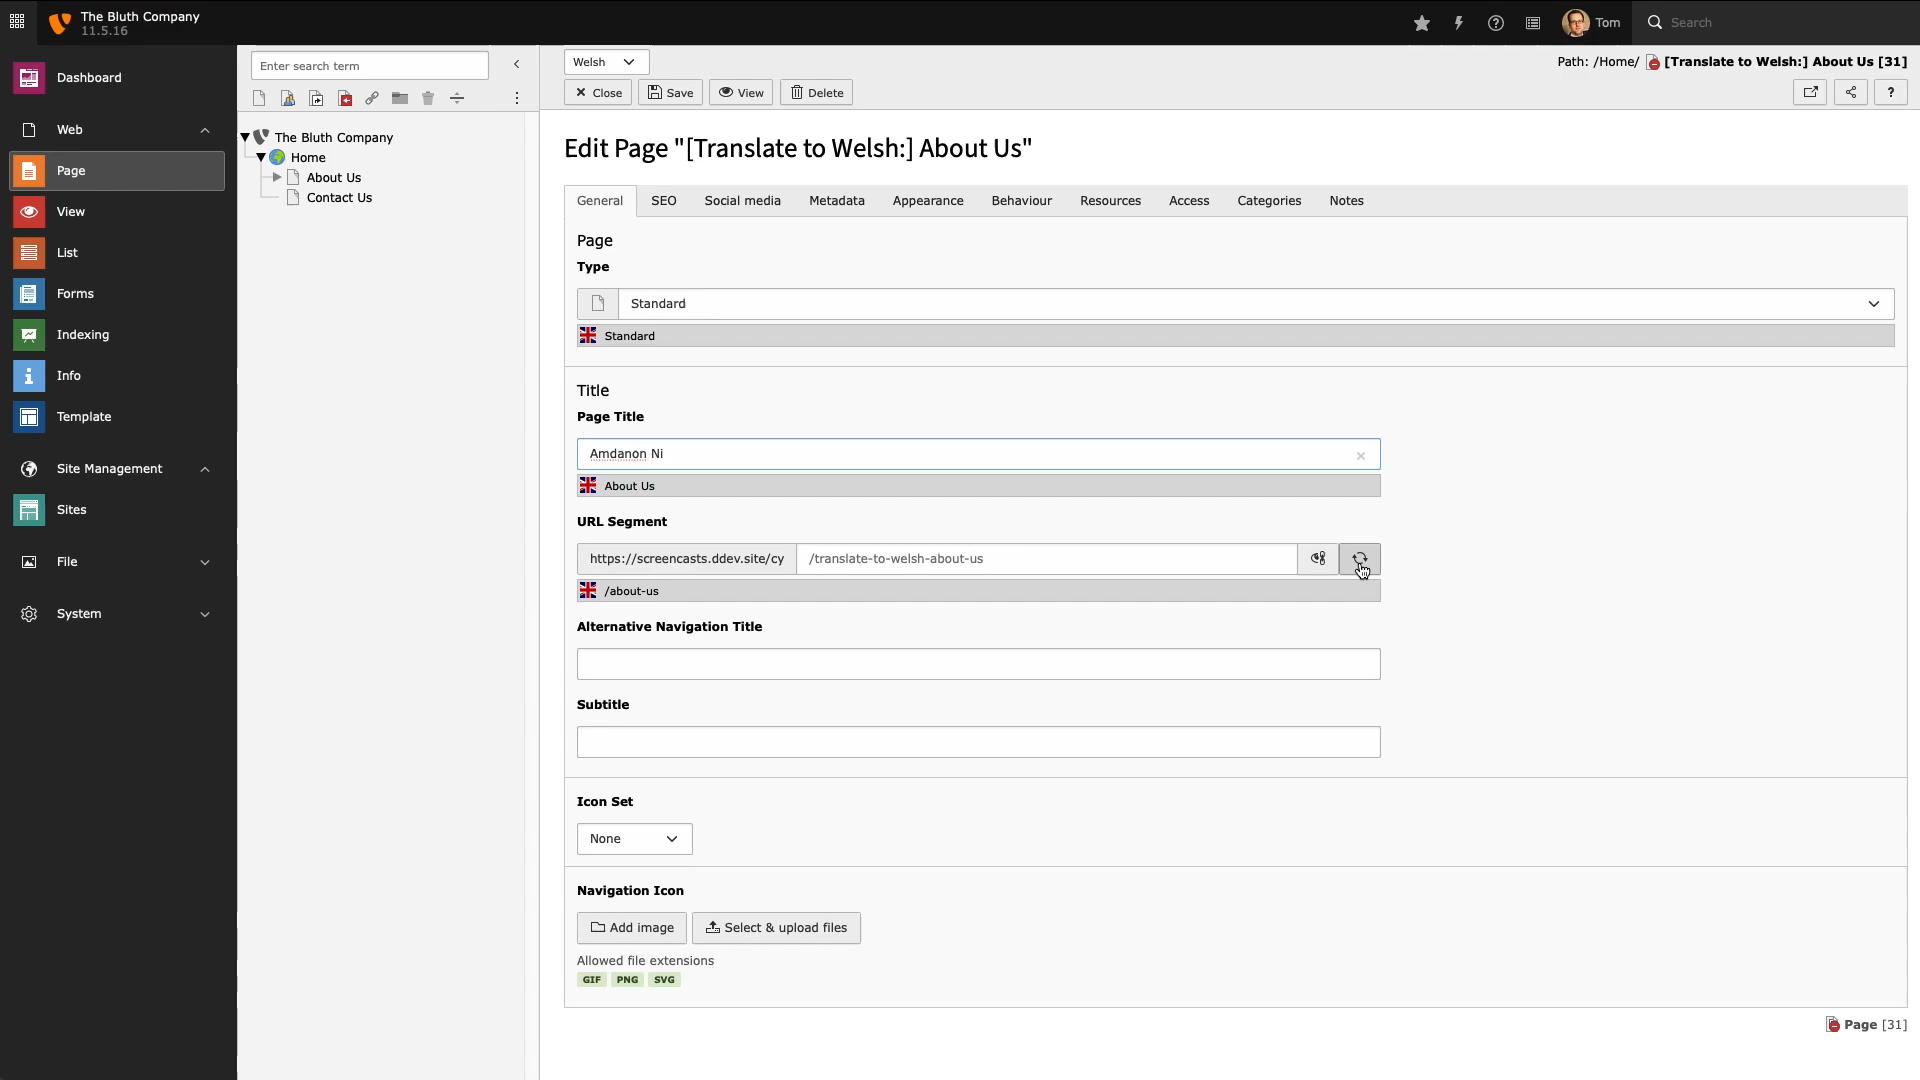 The Bluth Company
11.5.16
Tom
Search
Dashboard
Web
Page
View
List
Forms
Indexing
Info
Template
Site Management
Sites
File
System
Enter search term
The Bluth Company
Home
About Us
Contact Us
Welsh
Path: /Home/ [Translate to Welsh:] About Us [31]
Close Save View Delete
?
Edit Page "[Translate to Welsh:] About Us"
General SEO Social media Metadata Appearance Behaviour Resources Access Categories Notes
Page
Type
Standard
Standard
Title
Page Title
Amdanon Ni
About Us
URL Segment
https://screencasts.ddev.site/cy /translate-to-welsh-about-us
/about-us
Alternative Navigation Title
Subtitle
Icon Set
None
Navigation Icon
Add image Select & upload files
Allowed file extensions
GIF PNG SVG
Page [31]